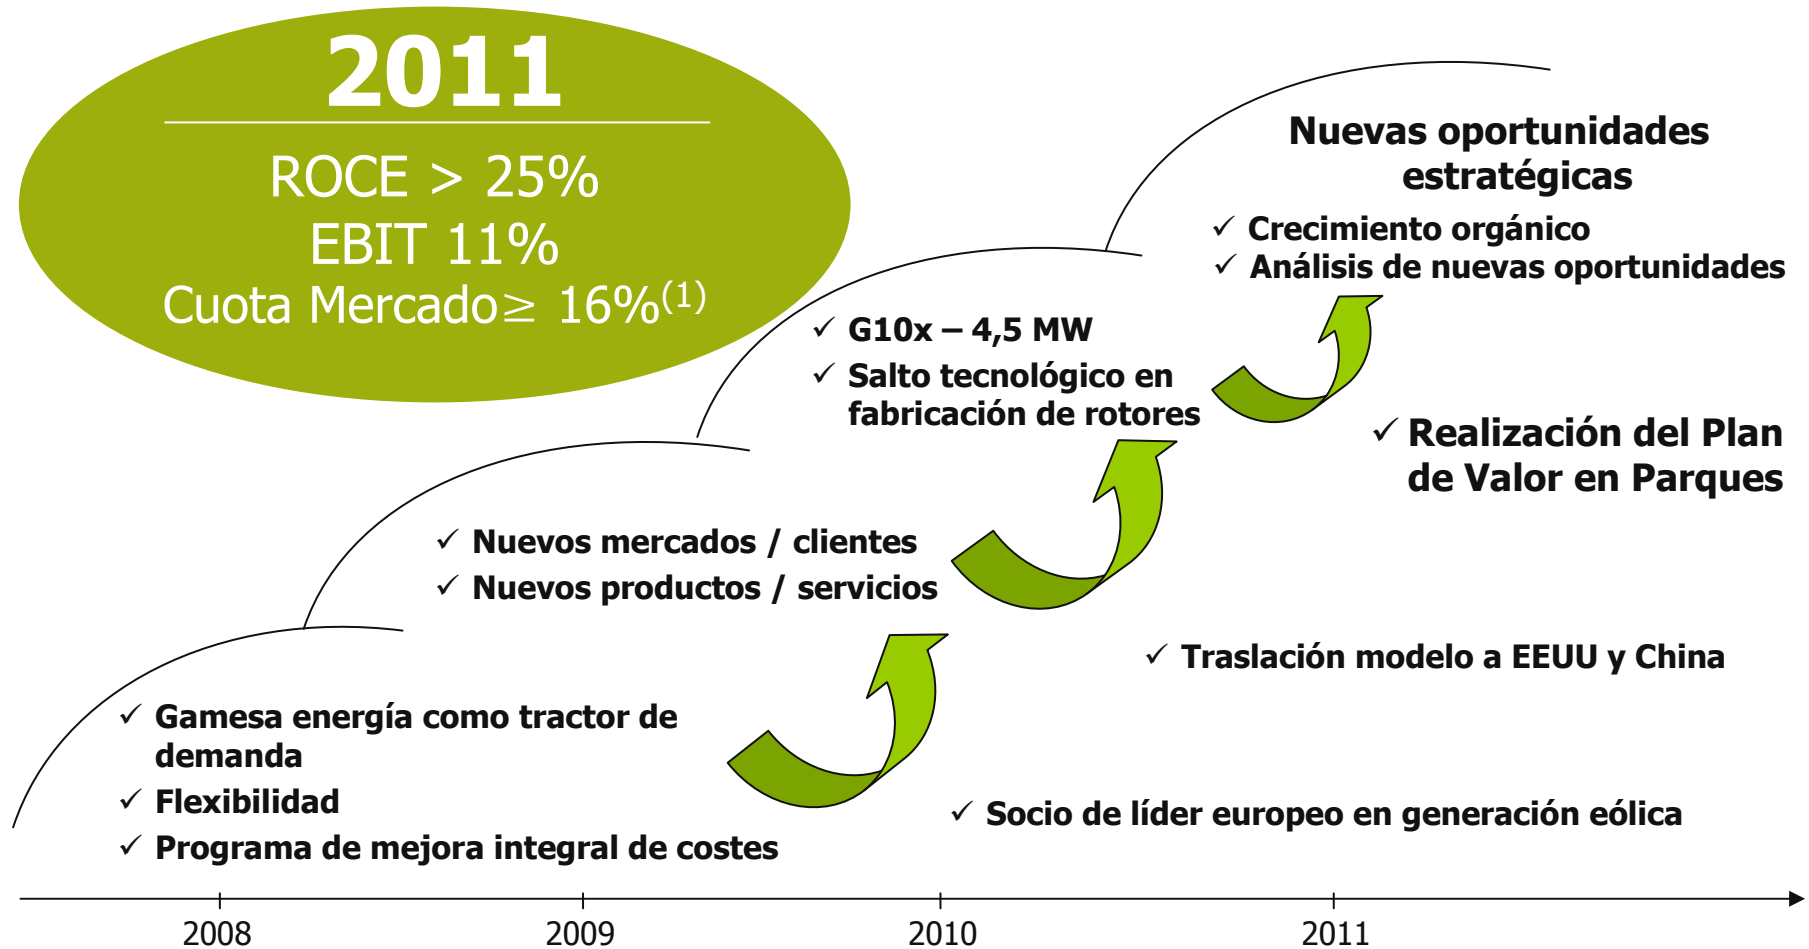 2011
ROCE > 25%
EBIT 11%
Cuota Mercado≥ 16%(1)
Nuevas oportunidades
estratégicas
✓ Crecimiento orgánico
✓ Análisis de nuevas oportunidades
✓ G10x – 4,5 MW
✓ Salto tecnológico en
fabricación de rotores
✓ Realización del Plan
de Valor en Parques
✓ Nuevos mercados / clientes
✓ Nuevos productos / servicios
✓ Traslación modelo a EEUU y China
✓ Gamesa energía como tractor de
demanda
✓ Flexibilidad
✓ Programa de mejora integral de costes
✓ Socio de líder europeo en generación eólica
2008 2009 2010 2011